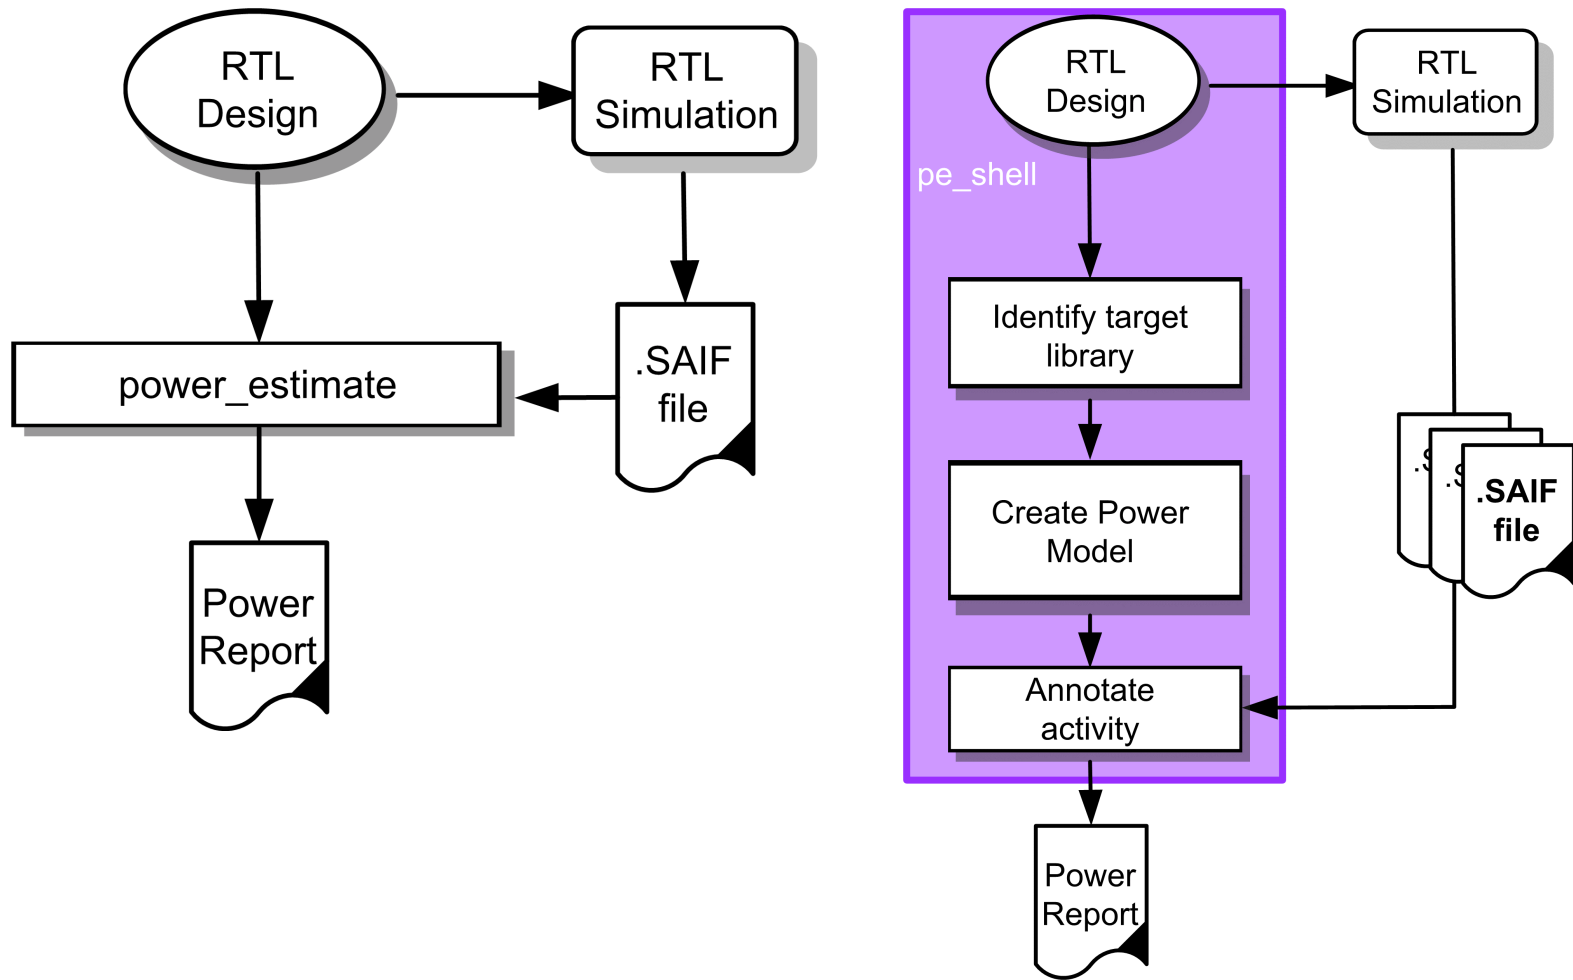 RTL
Design
RTL
Simulation
.SAIF
file
power_estimate
Power
Report
RTL
Design
RTL
Simulation
pe_shell
Identify target
library
Create Power
Model
.S
.S
.SAIF
file
Annotate
activity
Power
Report